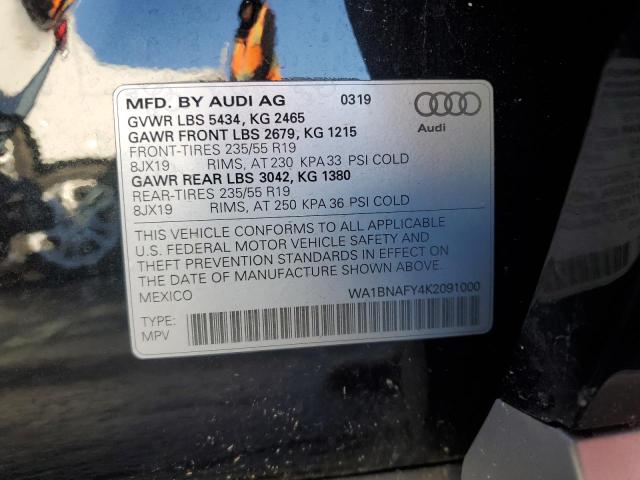 MFD. BY AUDI AG 0319
GVWR LBS 5434, KG 2465
GAWR FRONT LBS 2679, KG 1215
FRONT-TIRES 235/55 R19
8JX19 RIMS, AT 230 KPA 33 PSI COLD
GAWR REAR LBS 3042, KG 1380
REAR-TIRES 235/55 R19
8JX19 RIMS, AT 250 KPA 36 PSI COLD
Audi
THIS VEHICLE CONFORMS TO ALL APPLICABLE
U.S. FEDERAL MOTOR VEHICLE SAFETY AND
THEFT PREVENTION STANDARDS IN EFFECT ON
THE DATE OF MANUFACTURE SHOWN ABOVE.
MEXICO WA1BNAFY4K2091000
TYPE:
MPV